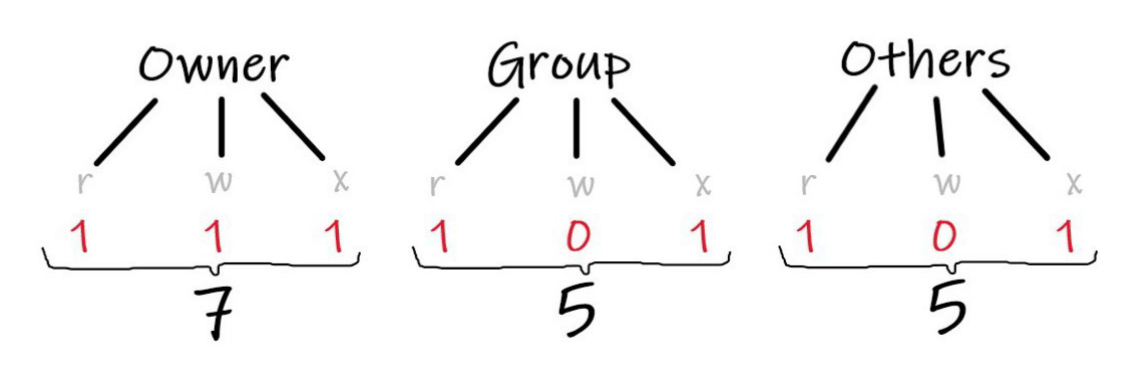 Owner Group Others
r w x r w x r w x
1 1 1 1 0 1 1 0 1
7 5 5